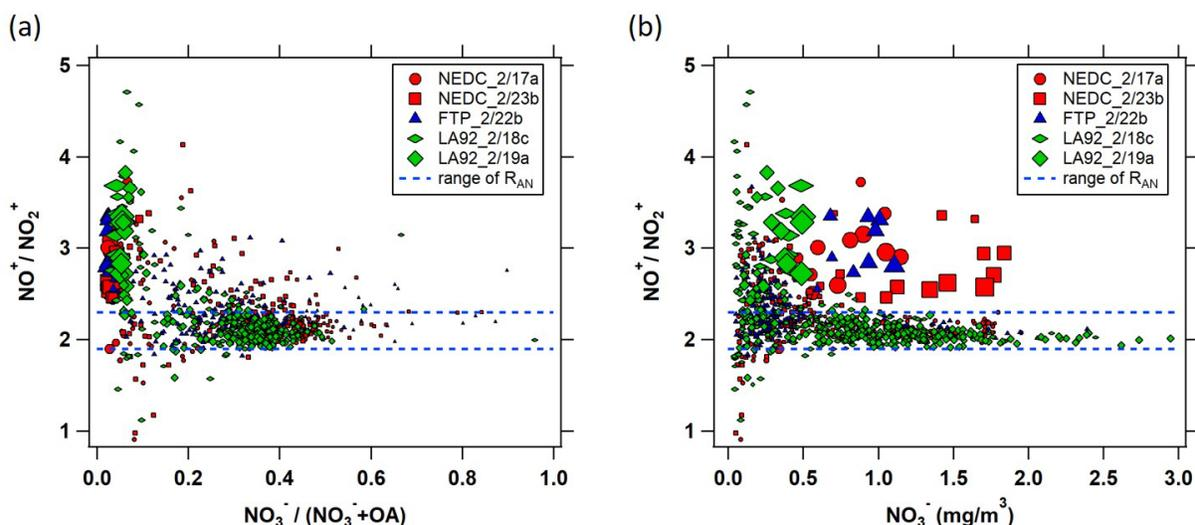 (a)
5
4
3
2
1
NO⁺ / NO₂⁺
NEDC_2/17a
NEDC_2/23b
FTP_2/22b
LA92_2/18c
LA92_2/19a
range of R_AN
0.0 0.2 0.4 0.6 0.8 1.0
NO₃⁻ / (NO₃⁻+OA)
(b)
5
4
3
2
1
NO⁺ / NO₂⁺
NEDC_2/17a
NEDC_2/23b
FTP_2/22b
LA92_2/18c
LA92_2/19a
range of R_AN
0.0 0.5 1.0 1.5 2.0 2.5 3.0
NO₃⁻ (mg/m³)